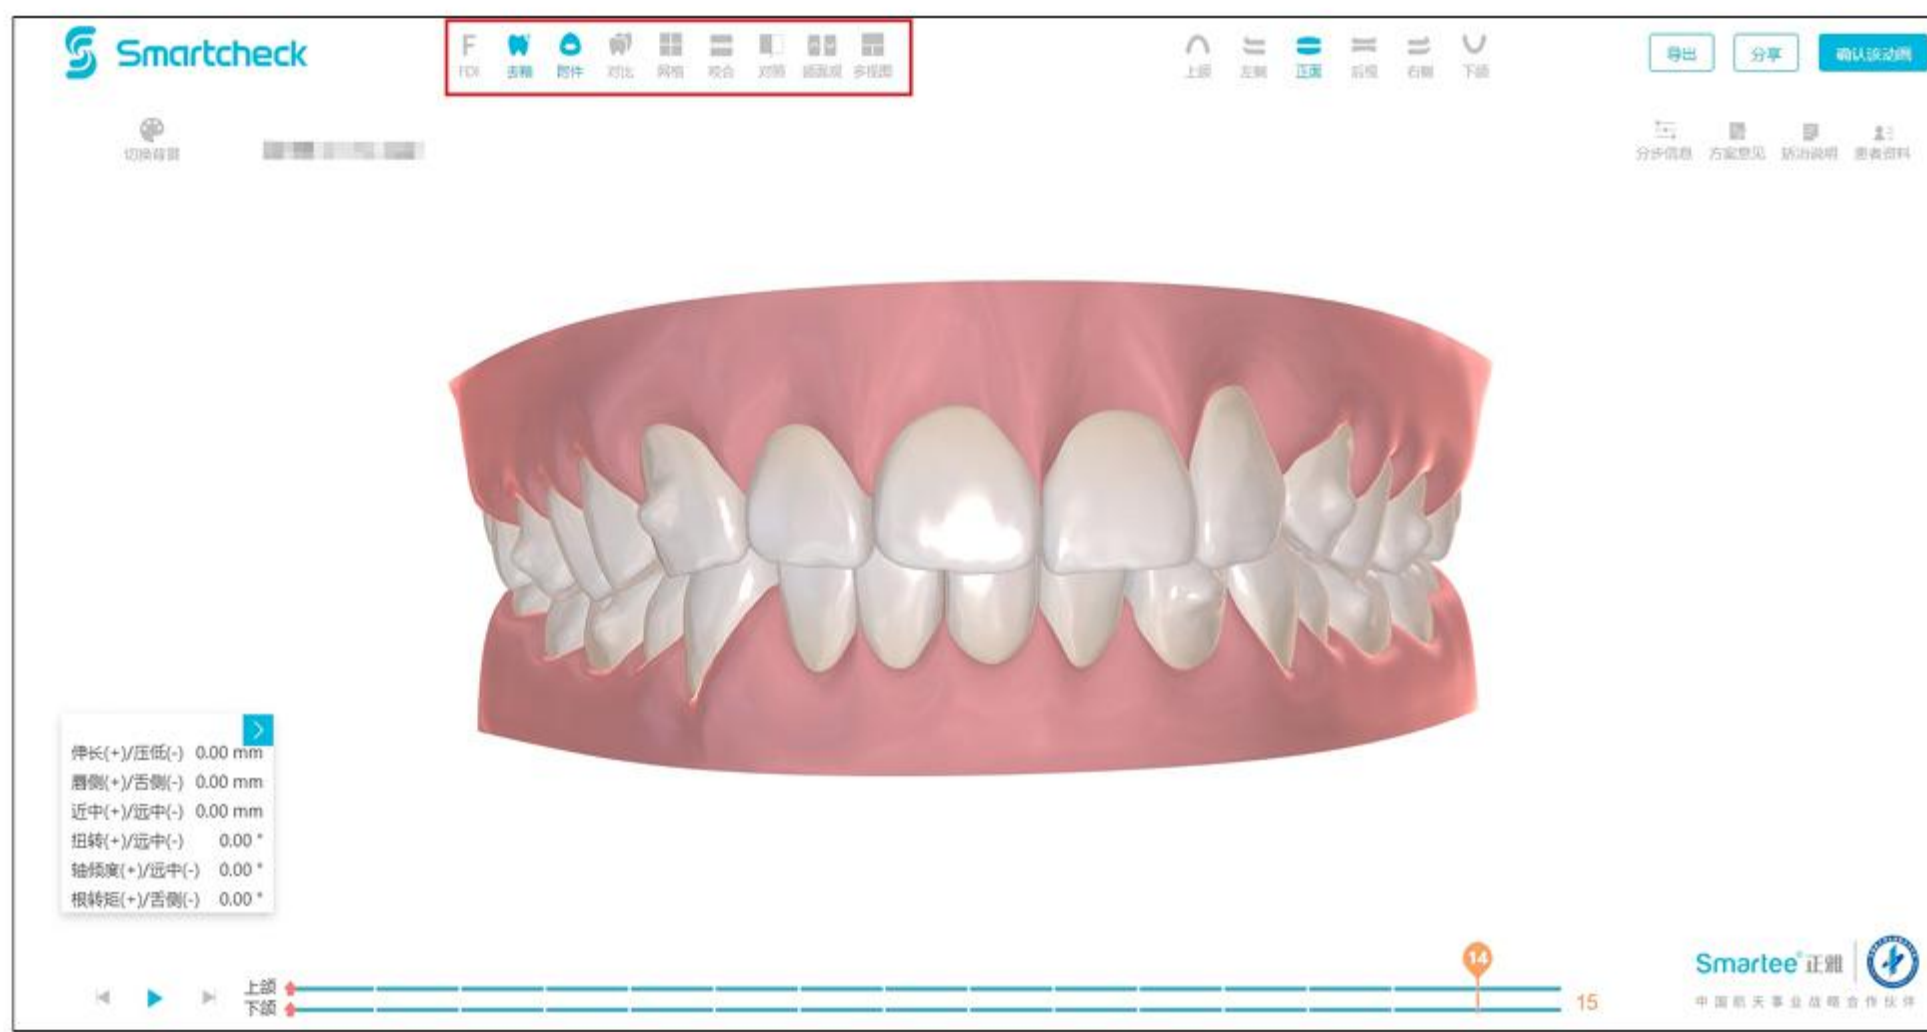 Smartcheck
F
FDI 去釉 附件 对比 网格 咬合 对照 颌面观 多视图
上颌 左侧 正面 后视 右侧 下颌
导出 分享 确认该动画
切换背景
分步信息 方案意见 矫治说明 患者资料
伸长(+)/压低(-) 0.00 mm
唇侧(+)/舌侧(-) 0.00 mm
近中(+)/远中(-) 0.00 mm
扭转(+)/远中(-) 0.00 °
轴倾度(+)/远中(-) 0.00 °
根转矩(+)/舌侧(-) 0.00 °
14
上颌
下颌
15
Smartee® 正雅
中国航天事业战略合作伙伴